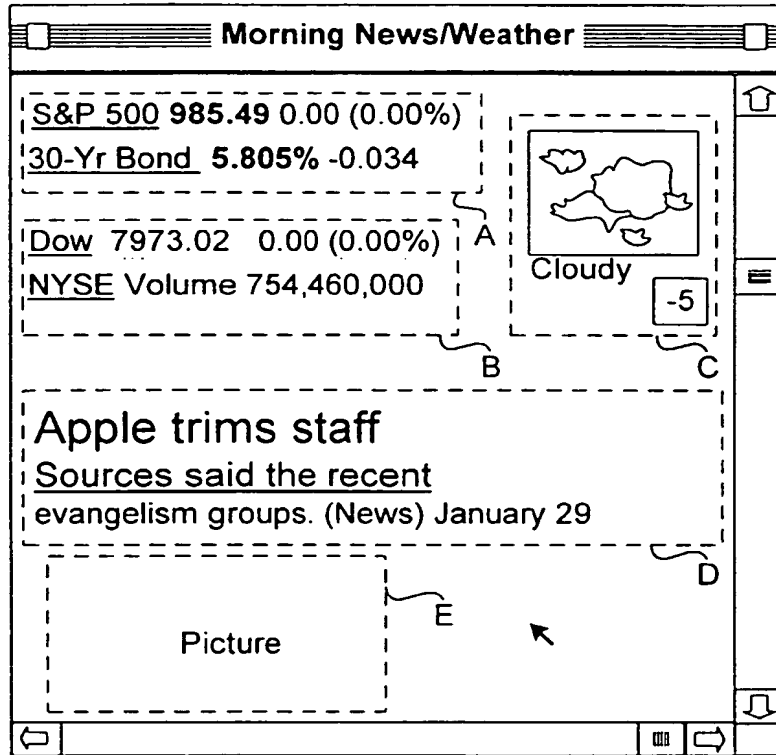 Morning News/Weather
S&P 500 985.49 0.00 (0.00%)
30-Yr Bond 5.805% -0.034
A
Dow 7973.02 0.00 (0.00%)
NYSE Volume 754,460,000
B
Cloudy
-5
C
Apple trims staff
Sources said the recent
evangelism groups. (News) January 29
D
Picture
E